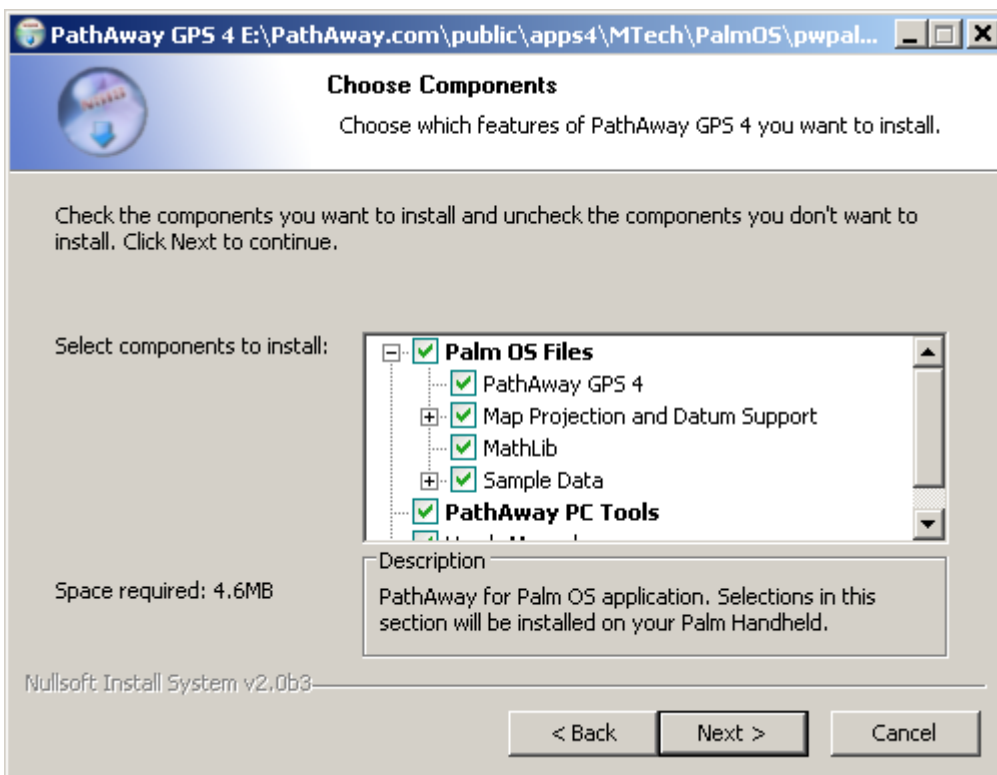 PathAway GPS 4 E:\PathAway.com\public\apps4\MTech\PalmOS\pwpal...
Choose Components
Choose which features of PathAway GPS 4 you want to install.
Check the components you want to install and uncheck the components you don't want to
install. Click Next to continue.
Select components to install:
Palm OS Files
PathAway GPS 4
Map Projection and Datum Support
MathLib
Sample Data
PathAway PC Tools
Description
PathAway for Palm OS application. Selections in this
section will be installed on your Palm Handheld.
Space required: 4.6MB
Nullsoft Install System v2.0b3
< Back
Next >
Cancel